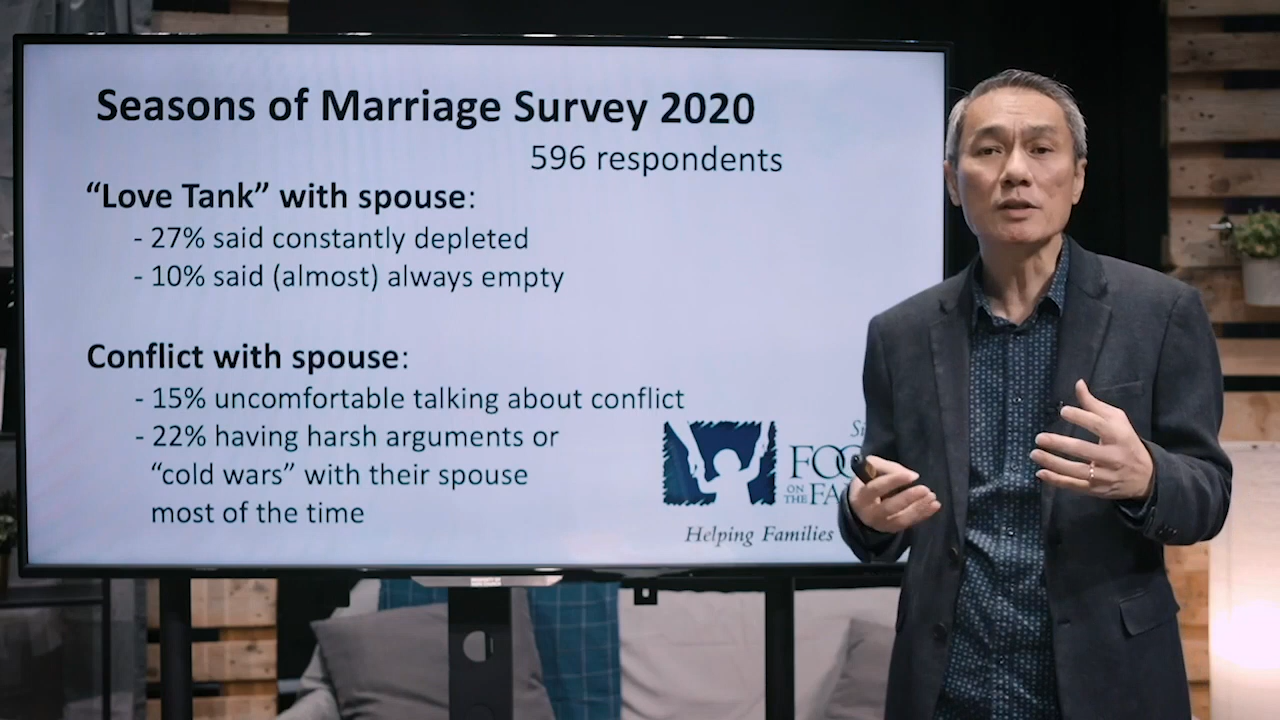 Seasons of Marriage Survey 2020
596 respondents
“Love Tank” with spouse:
- 27% said constantly depleted
- 10% said (almost) always empty
Conflict with spouse:
- 15% uncomfortable talking about conflict
- 22% having harsh arguments or
“cold wars” with their spouse
most of the time
ON THE
Helping Families